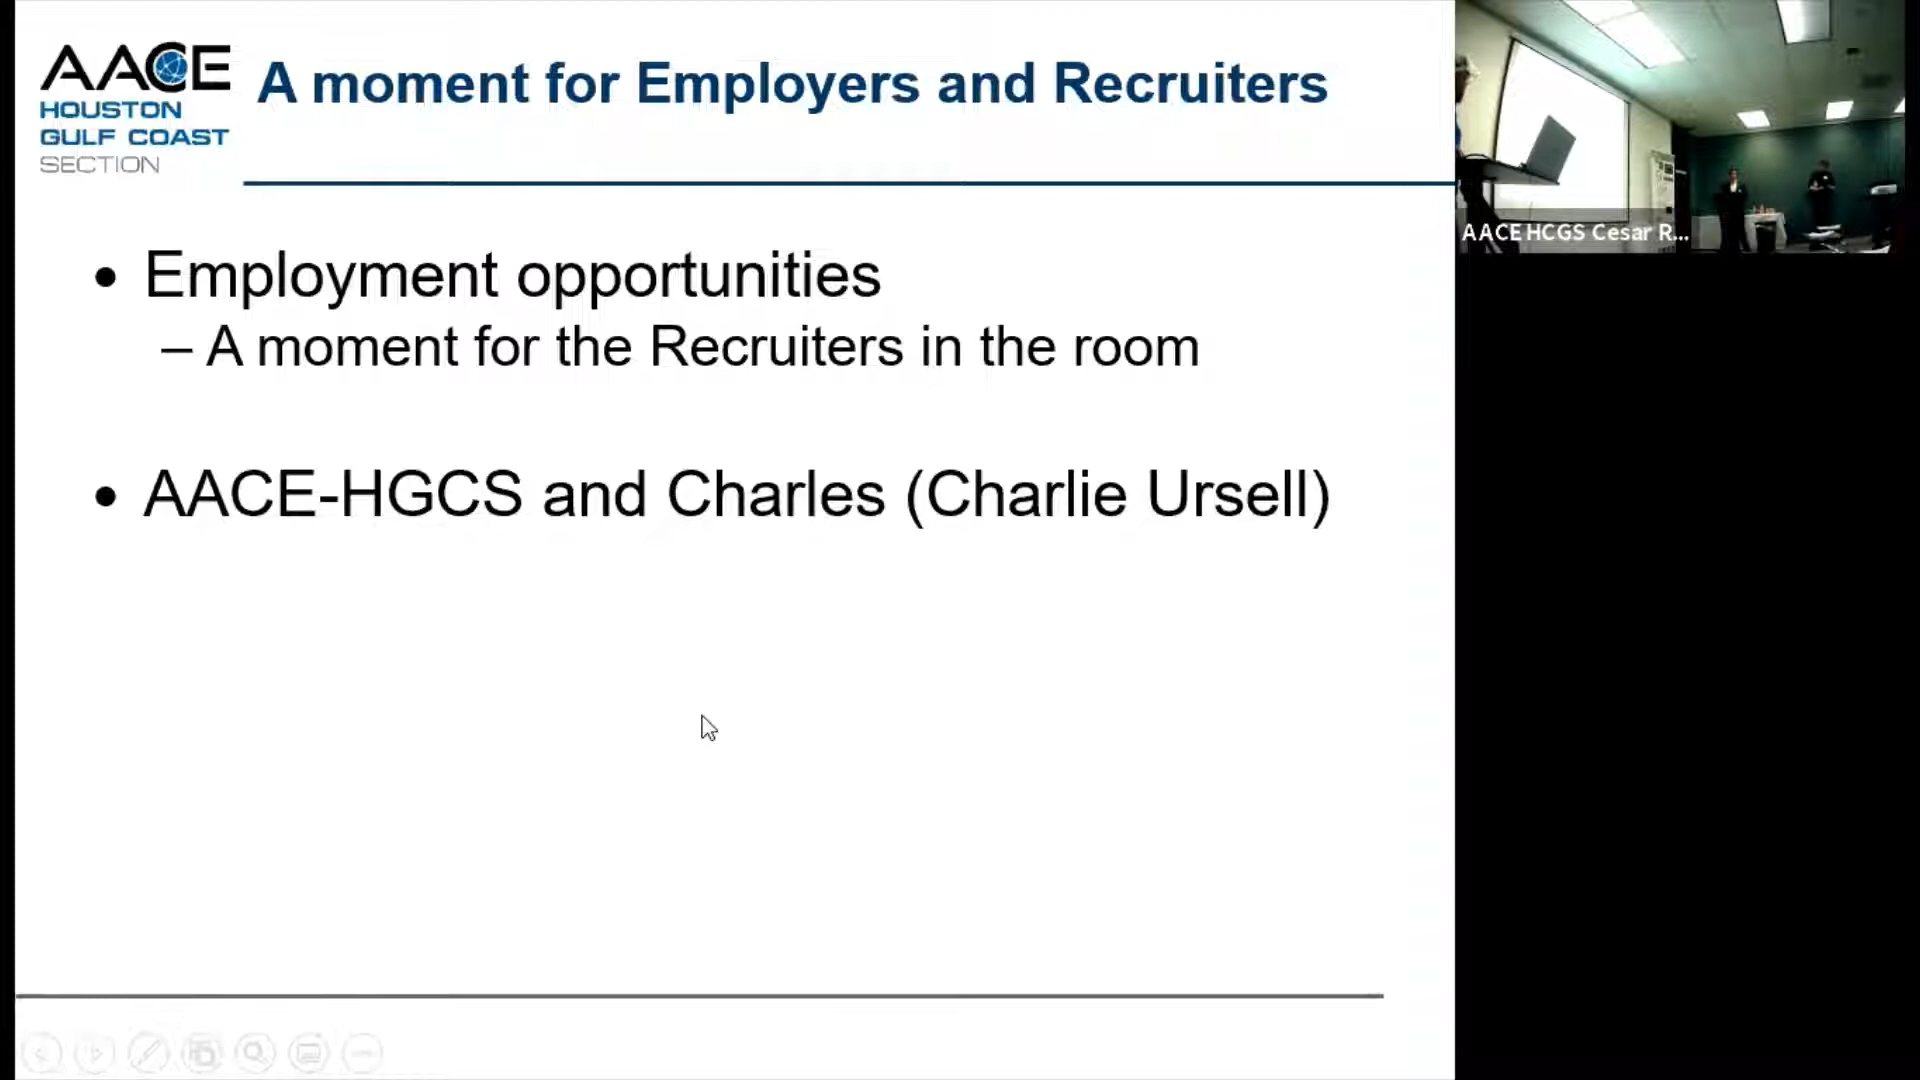 AACE
HOUSTON
GULF COAST
SECTION
A moment for Employers and Recruiters
• Employment opportunities
– A moment for the Recruiters in the room
• AACE-HGCS and Charles (Charlie Ursell)
AACE HCGS Cesar R...